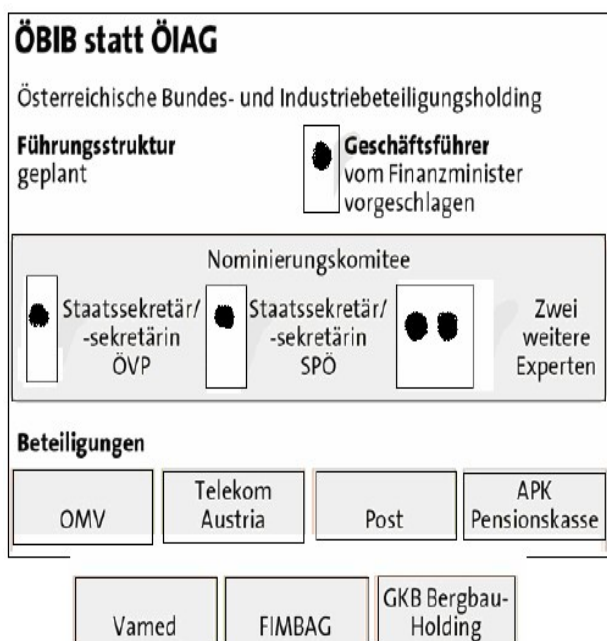 ÖBIB statt ÖIAG
Österreichische Bundes- und Industriebeteiligungsholding
Führungsstruktur
geplant
Geschäftsführer
vom Finanzminister
vorgeschlagen
Nominierungskomitee
Staatssekretär/
-sekretärin
ÖVP
Staatssekretär/
-sekretärin
SPÖ
Zwei
weitere
Experten
Beteiligungen
OMV
Telekom
Austria
Post
APK
Pensionskasse
Vamed
FIMBAG
GKB Bergbau-
Holding